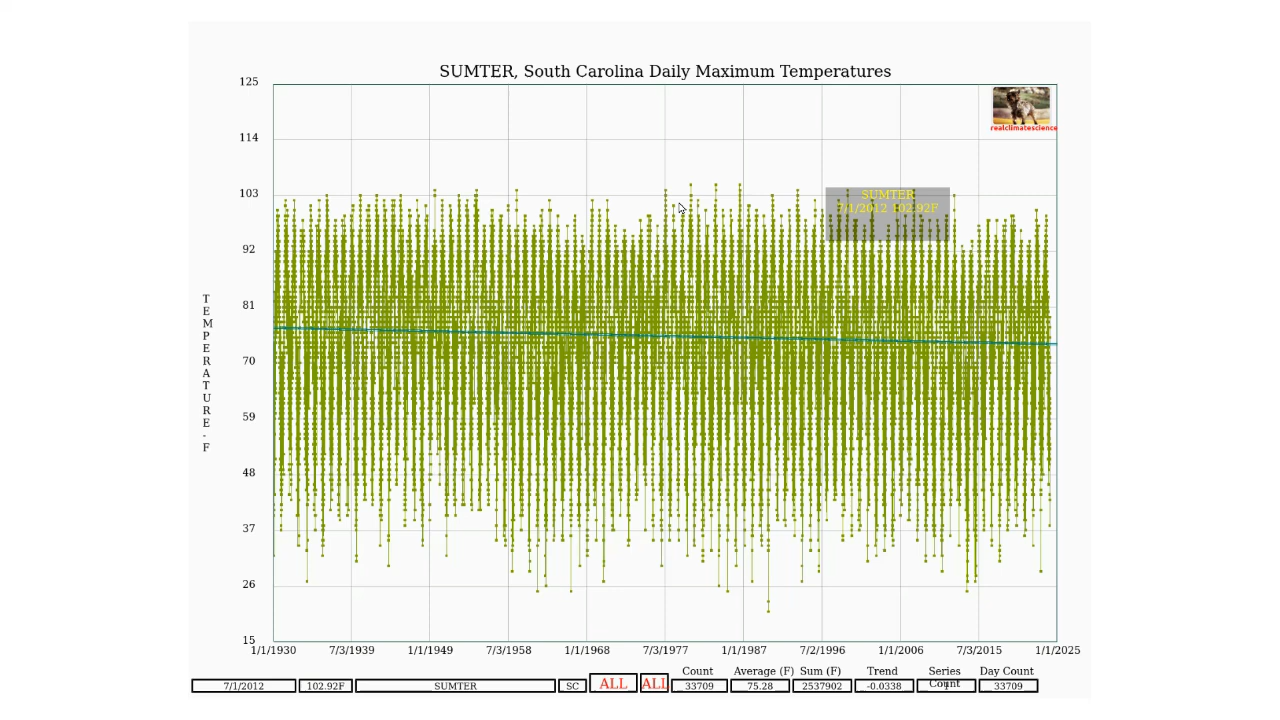 SUMTER, South Carolina Daily Maximum Temperatures
125
114
103
92
81
70
59
48
37
26
15
TEMPERATURE-F
realclimatescience
SUMTER
7/1/2012 102.92F
1/1/1930 7/3/1939 1/1/1949 7/3/1958 1/1/1968 7/3/1977 1/1/1987 7/2/1996 1/1/2006 7/3/2015 1/1/2025
Count Average (F) Sum (F) Trend Series Count Day Count
7/1/2012 102.92F SUMTER SC ALL ALL 33709 75.28 2537902 -0.0338 1 33709